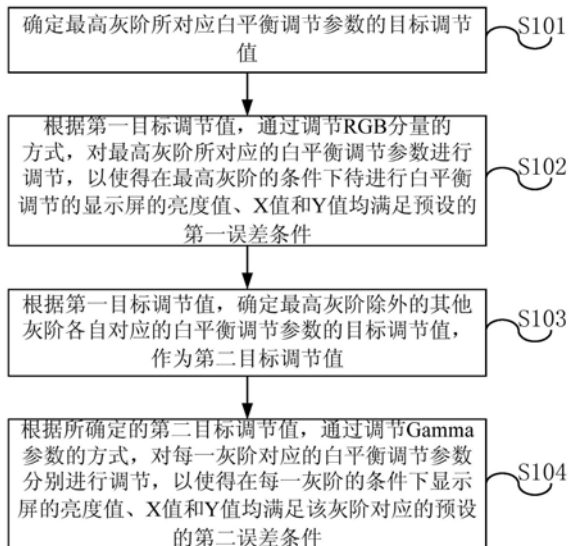 确定最高灰阶所对应白平衡调节参数的目标调节
值
S101
根据第一目标调节值，通过调节RGB分量的
方式，对最高灰阶所对应的白平衡调节参数进行
调节，以使得在最高灰阶的条件下待进行白平衡
调节的显示屏的亮度值、X值和Y值均满足预设的
第一误差条件
S102
根据第一目标调节值，确定最高灰阶除外的其他
灰阶各自对应的白平衡调节参数的目标调节值，
作为第二目标调节值
S103
根据所确定的第二目标调节值，通过调节Gamma
参数的方式，对每一灰阶对应的白平衡调节参数
分别进行调节，以使得在每一灰阶的条件下显示
屏的亮度值、X值和Y值均满足该灰阶对应的预设
的第二误差条件
S104